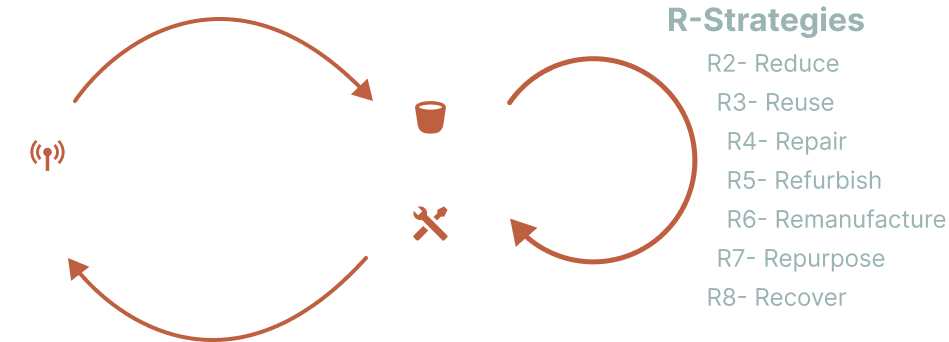 R-Strategies
R2- Reduce
R3- Reuse
R4- Repair
R5- Refurbish
R6- Remanufacture
R7- Repurpose
R8- Recover